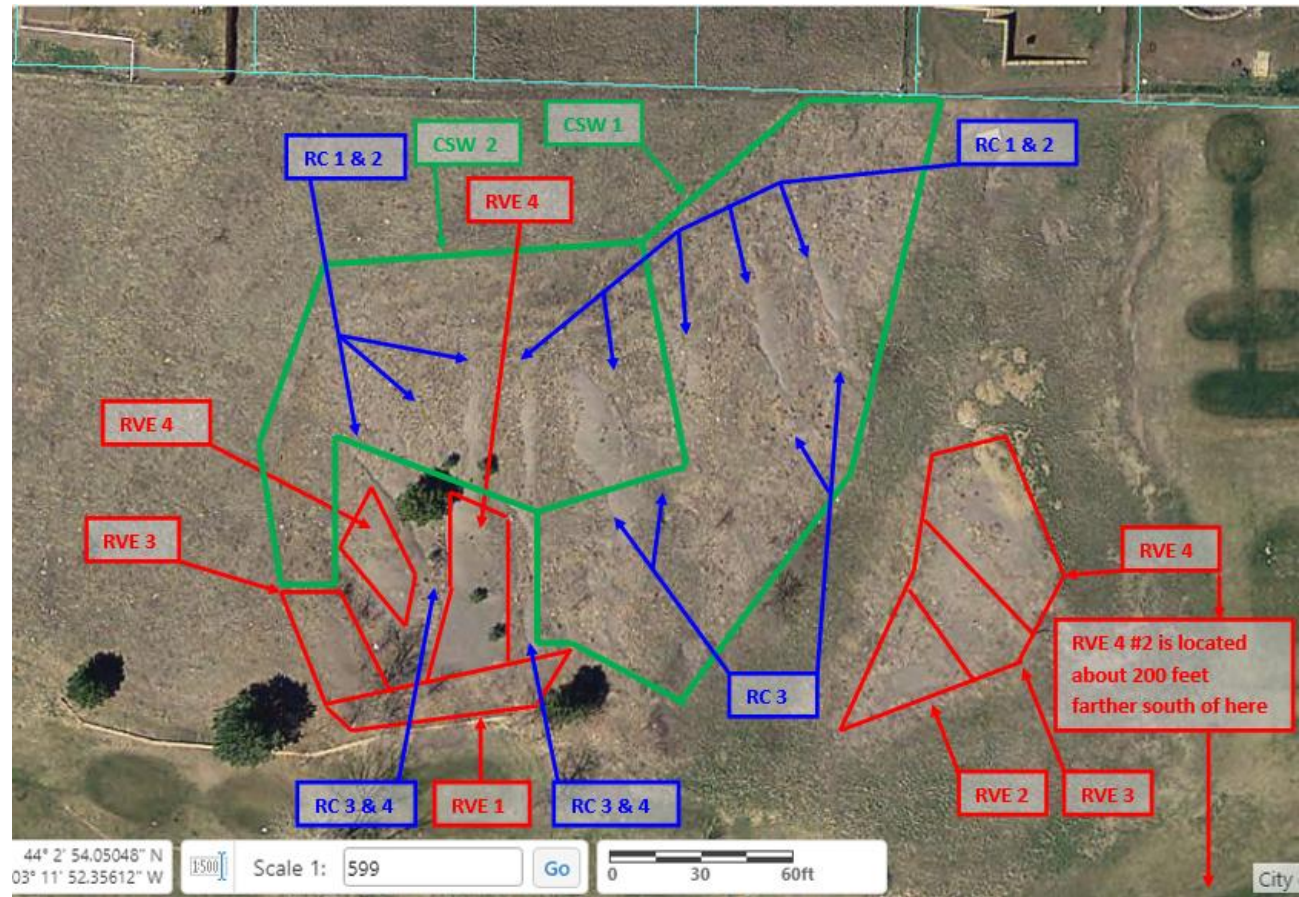 CSW 1
RC 1 & 2
CSW 2
RC 1 & 2
RVE 4
RVE 4
RVE 3
RVE 4
RVE 4 #2 is located
about 200 feet
farther south of here
RC 3
RC 3 & 4
RVE 1
RC 3 & 4
RVE 2
RVE 3
44° 2' 54.05048" N
03° 11' 52.35612" W
1:500
Scale 1:
599
Go
0 30 60ft
City